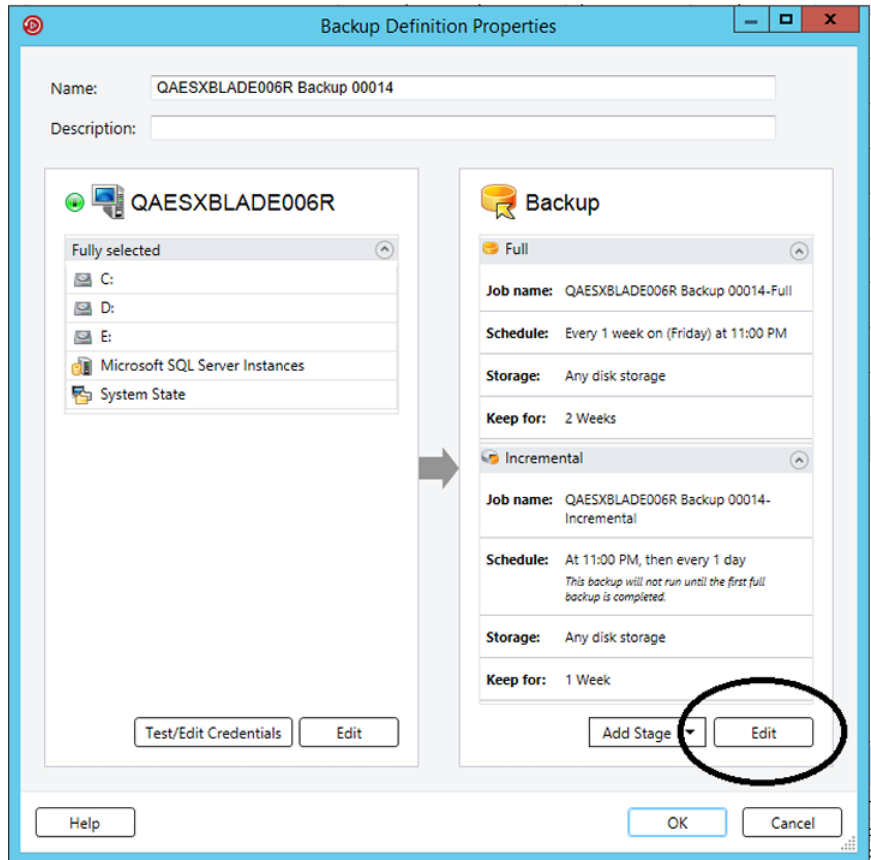 Backup Definition Properties
Name: QAESXBLADE006R Backup 00014
Description:
QAESXBLADE006R
Fully selected
C:
D:
E:
Microsoft SQL Server Instances
System State
Test/Edit Credentials Edit
Backup
Full
Job name: QAESXBLADE006R Backup 00014-Full
Schedule: Every 1 week on (Friday) at 11:00 PM
Storage: Any disk storage
Keep for: 2 Weeks
Incremental
Job name: QAESXBLADE006R Backup 00014-
Incremental
Schedule: At 11:00 PM, then every 1 day
This backup will not run until the first full
backup is completed.
Storage: Any disk storage
Keep for: 1 Week
Add Stage Edit
Help OK Cancel